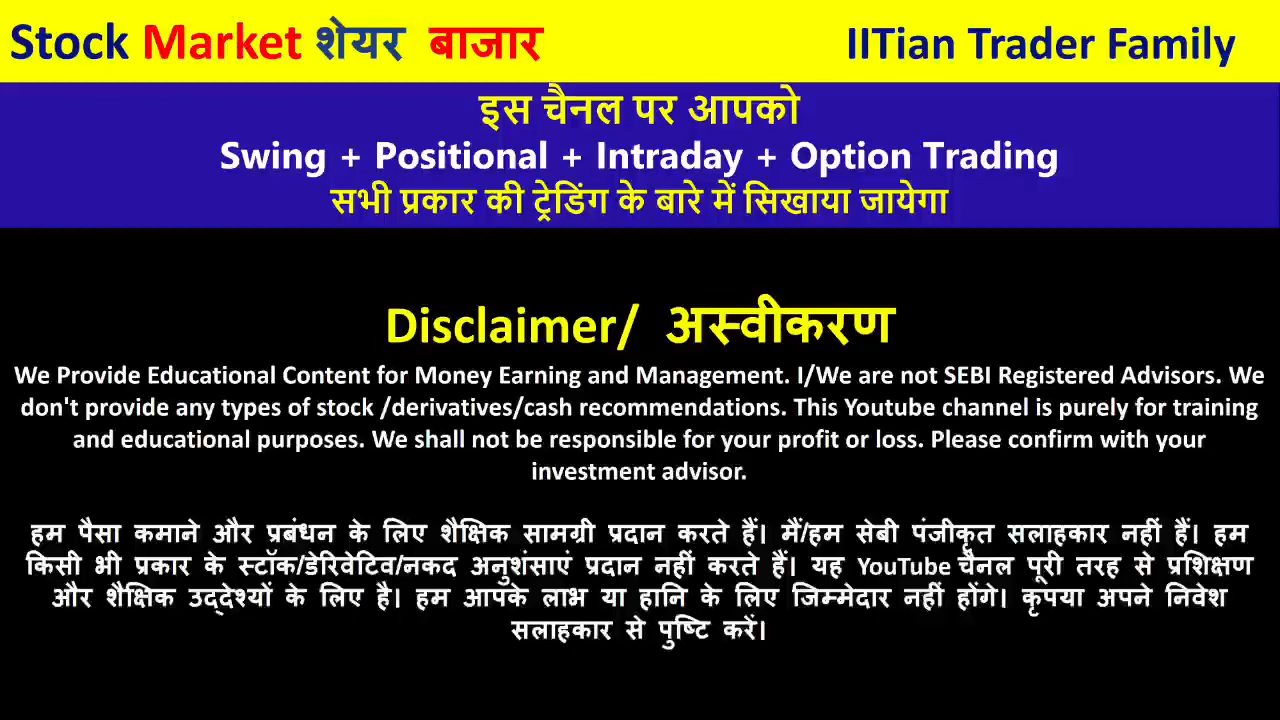 Stock Market शेयर बाजार
IITian Trader Family
इस चैनल पर आपको
Swing + Positional + Intraday + Option Trading
सभी प्रकार की ट्रेडिंग के बारे में सिखाया जायेगा
Disclaimer/ अस्वीकरण
We Provide Educational Content for Money Earning and Management. I/We are not SEBI Registered Advisors. We
don't provide any types of stock /derivatives/cash recommendations. This Youtube channel is purely for training
and educational purposes. We shall not be responsible for your profit or loss. Please confirm with your
investment advisor.
हम पैसा कमाने और प्रबंधन के लिए शैक्षिक सामग्री प्रदान करते हैं। मैं/हम सेबी पंजीकृत सलाहकार नहीं हैं। हम
किसी भी प्रकार के स्टॉक/डेरिवेटिव/नकद अनुशंसाएं प्रदान नहीं करते हैं। यह YouTube चैनल पूरी तरह से प्रशिक्षण
और शैक्षिक उद्देश्यों के लिए है। हम आपके लाभ या हानि के लिए जिम्मेदार नहीं होंगे। कृपया अपने निवेश
सलाहकार से पुष्टि करें।